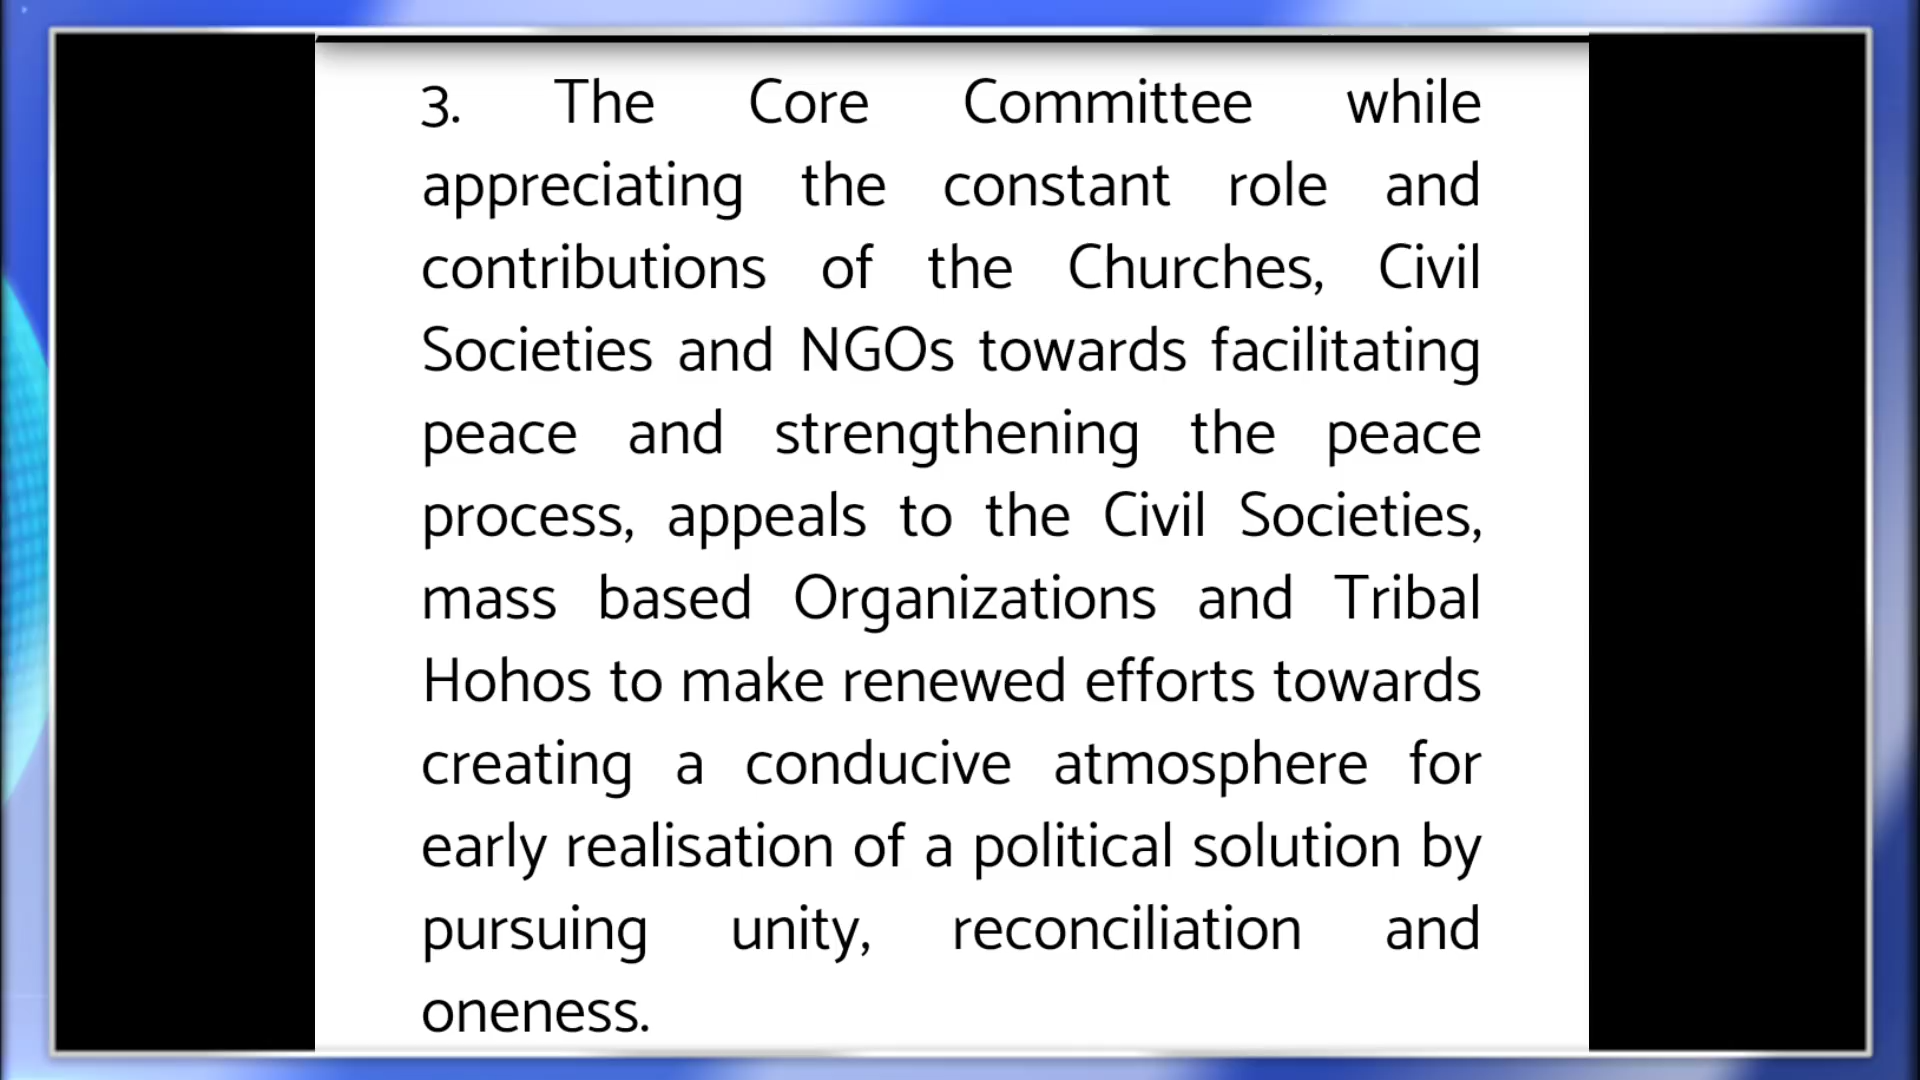 3. The Core Committee while
appreciating the constant role and
contributions of the Churches, Civil
Societies and NGOs towards facilitating
peace and strengthening the peace
process, appeals to the Civil Societies,
mass based Organizations and Tribal
Hohos to make renewed efforts towards
creating a conducive atmosphere for
early realisation of a political solution by
pursuing unity, reconciliation and
oneness.